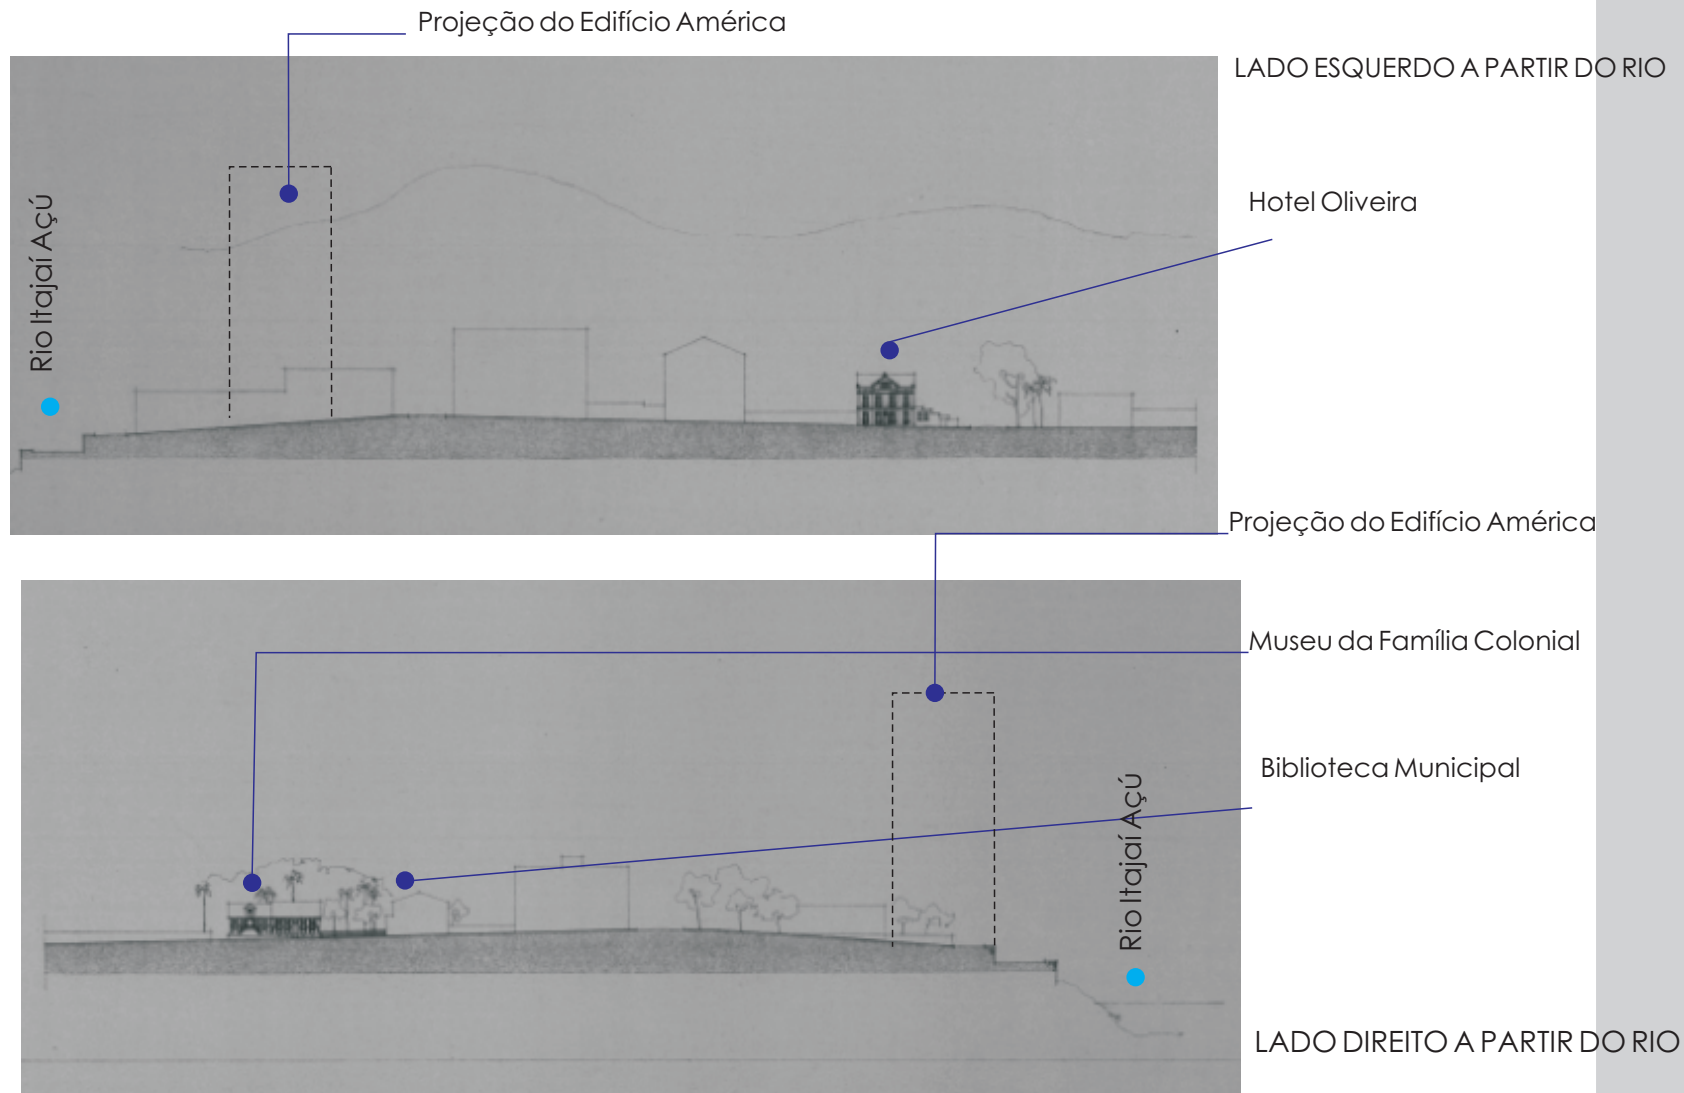 Projeção do Edifício América
LADO ESQUERDO A PARTIR DO RIO
Hotel Oliveira
Rio Itajaí Açú
Projeção do Edifício América
Museu da Família Colonial
Biblioteca Municipal
Rio Itajaí Açú
LADO DIREITO A PARTIR DO RIO